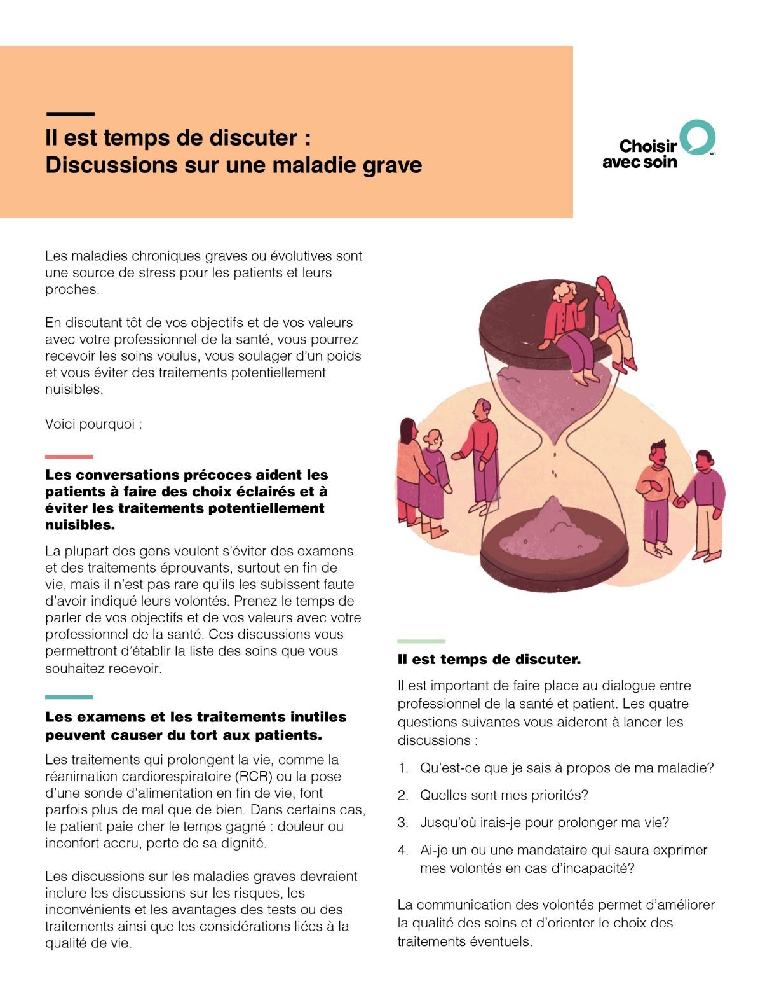 Il est temps de discuter :
Discussions sur une maladie grave
Choisir
avec soin
MC
Les maladies chroniques graves ou évolutives sont
une source de stress pour les patients et leurs
proches.
En discutant tôt de vos objectifs et de vos valeurs
avec votre professionnel de la santé, vous pourrez
recevoir les soins voulus, vous soulager d’un poids
et vous éviter des traitements potentiellement
nuisibles.
Voici pourquoi :
Les conversations précoces aident les
patients à faire des choix éclairés et à
éviter les traitements potentiellement
nuisibles.
La plupart des gens veulent s’éviter des examens
et des traitements éprouvants, surtout en fin de
vie, mais il n’est pas rare qu’ils les subissent faute
d’avoir indiqué leurs volontés. Prenez le temps de
parler de vos objectifs et de vos valeurs avec votre
professionnel de la santé. Ces discussions vous
permettront d’établir la liste des soins que vous
souhaitez recevoir.
Les examens et les traitements inutiles
peuvent causer du tort aux patients.
Les traitements qui prolongent la vie, comme la
réanimation cardiorespiratoire (RCR) ou la pose
d’une sonde d’alimentation en fin de vie, font
parfois plus de mal que de bien. Dans certains cas,
le patient paie cher le temps gagné : douleur ou
inconfort accru, perte de sa dignité.
Les discussions sur les maladies graves devraient
inclure les discussions sur les risques, les
inconvénients et les avantages des tests ou des
traitements ainsi que les considérations liées à la
qualité de vie.
Il est temps de discuter.
Il est important de faire place au dialogue entre
professionnel de la santé et patient. Les quatre
questions suivantes vous aideront à lancer les
discussions :
1. Qu’est-ce que je sais à propos de ma maladie?
2. Quelles sont mes priorités?
3. Jusqu’où irais-je pour prolonger ma vie?
4. Ai-je un ou une mandataire qui saura exprimer
mes volontés en cas d’incapacité?
La communication des volontés permet d’améliorer
la qualité des soins et d’orienter le choix des
traitements éventuels.